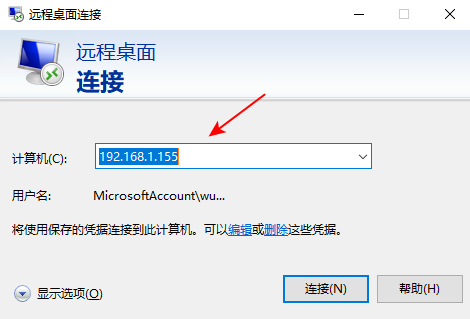 远程桌面连接
远程桌面
连接
计算机(C): 192.168.1.155
用户名: MicrosoftAccount\wu...
将使用保存的凭据连接到此计算机。可以编辑或删除这些凭据。
显示选项(O) 连接(N) 帮助(H)